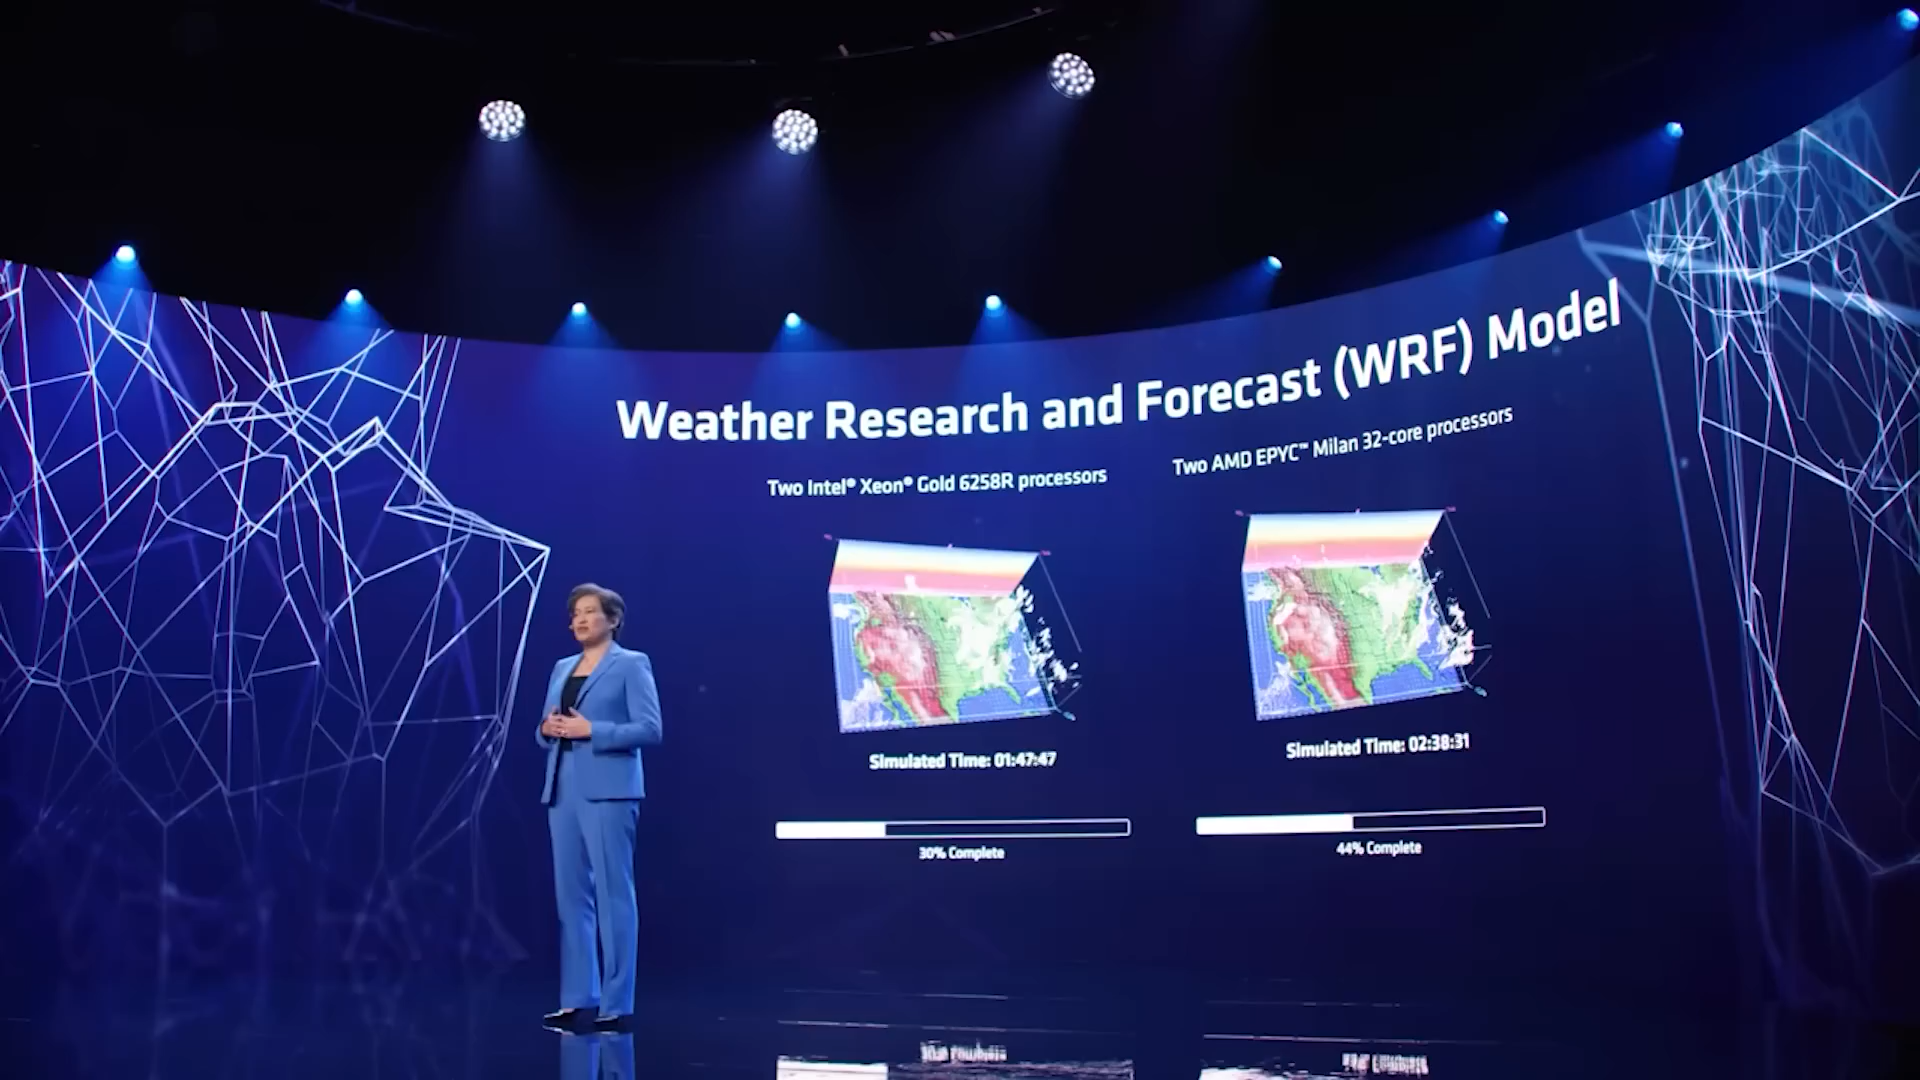 Weather Research and Forecast (WRF) Model
Two Intel® Xeon® Gold 6258R processors
Two AMD EPYC™ Milan 32-core processors
Simulated Time: 01:47:47
Simulated Time: 02:38:31
30% Complete
44% Complete